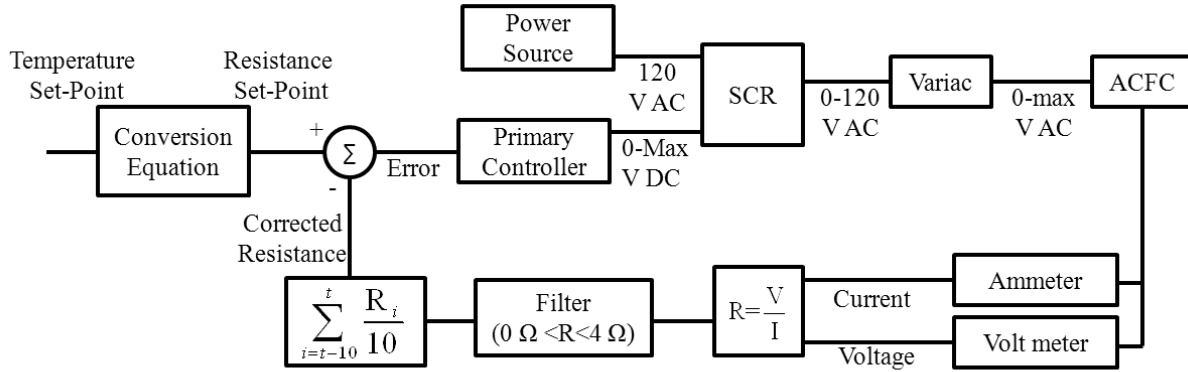 Temperature
Set-Point
Conversion
Equation
Resistance
Set-Point
+
-
Σ
Error
Primary
Controller
0-Max
V DC
Power
Source
120
V AC
SCR
0-120
V AC
Variac
0-max
V AC
ACFC
Ammeter
Current
Volt meter
Voltage
R=V/I
Filter
(0 Ω <R<4 Ω)
t
∑ R i / 10
i=t-10
Corrected
Resistance